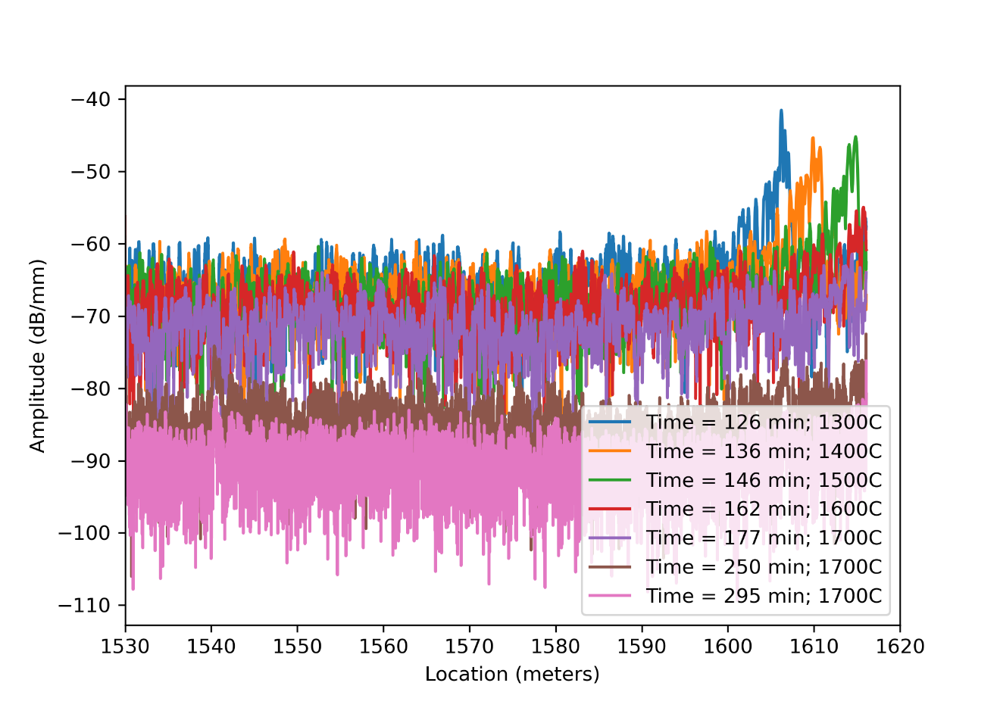 −40
−50
−60
−70
−80
−90
−100
−110
Amplitude (dB/mm)
Time = 126 min; 1300C
Time = 136 min; 1400C
Time = 146 min; 1500C
Time = 162 min; 1600C
Time = 177 min; 1700C
Time = 250 min; 1700C
Time = 295 min; 1700C
1530 1540 1550 1560 1570 1580 1590 1600 1610 1620
Location (meters)